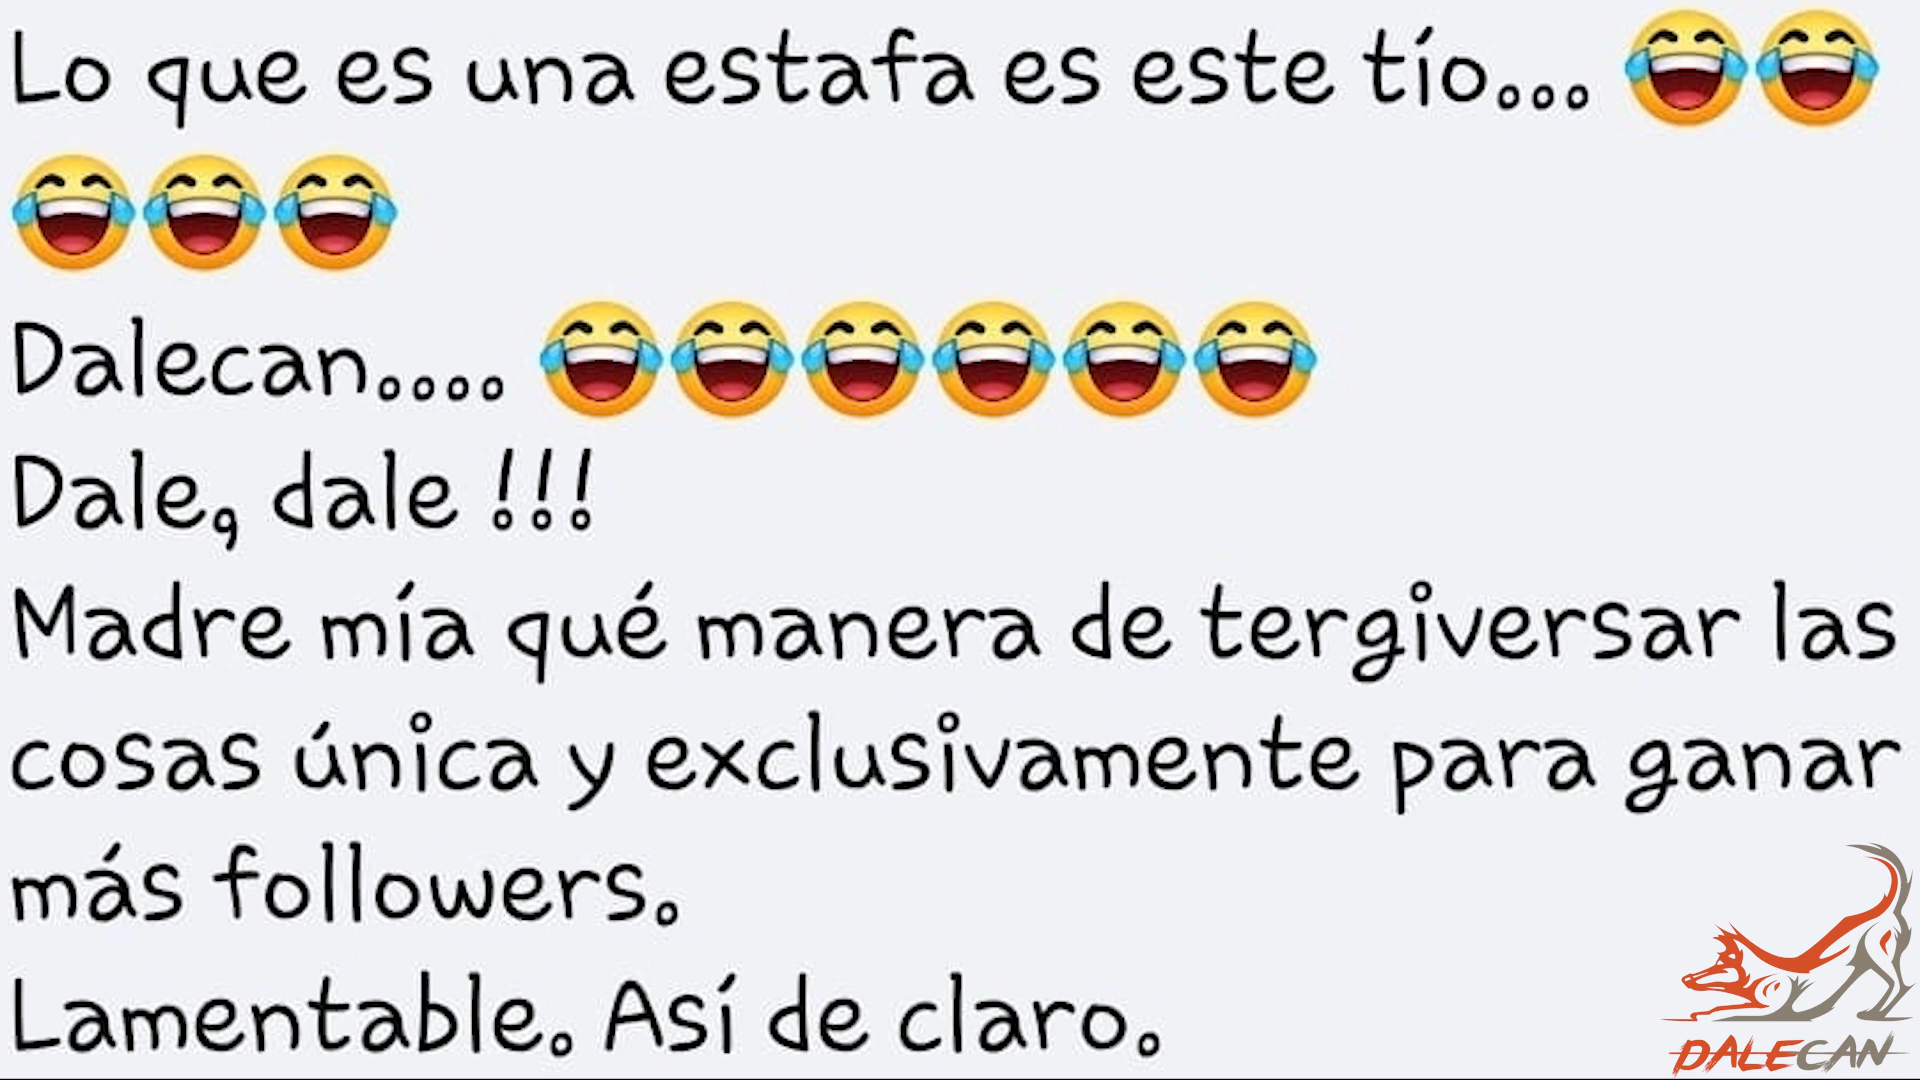 Lo que es una estafa es este tío... 😂😂
😂😂😂
Dalecan.... 😂😂😂😂😂😂
Dale, dale !!!
Madre mía qué manera de tergiversar las
cosas única y exclusivamente para ganar
más followers.
Lamentable. Así de claro.
DALECAN